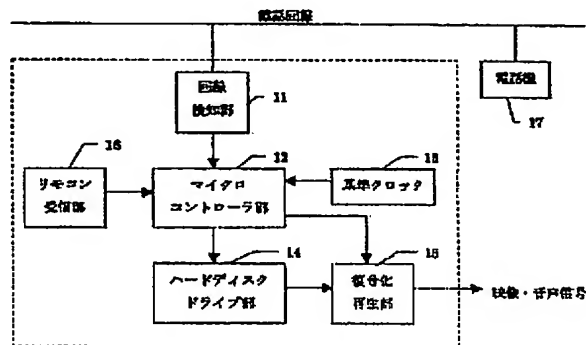 電話回線
回線
検知部
11
電話機
17
16
リモコン
受信部
12
マイクロ
コントローラ部
13
基準クロック
14
ハードディスク
ドライブ部
15
復号化
再生部
映像・音声信号